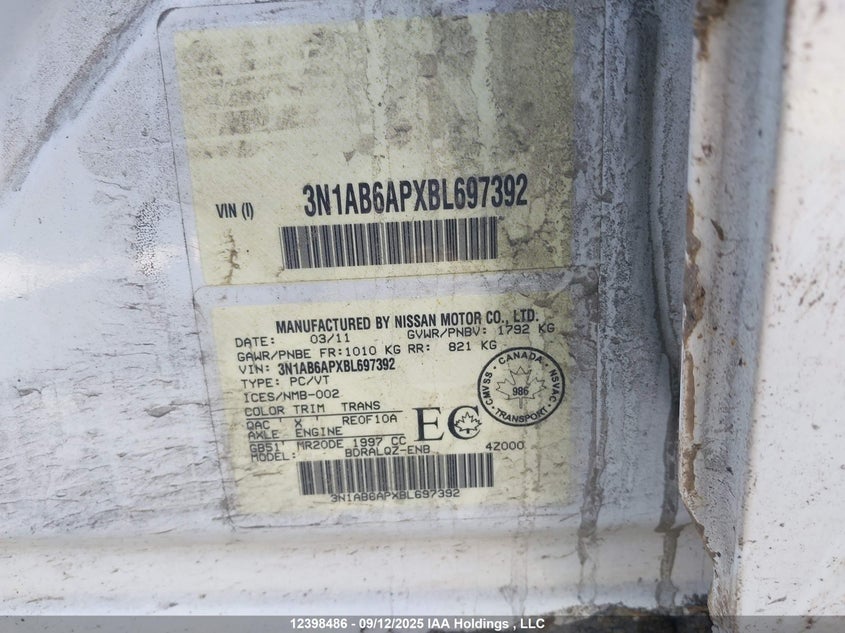 VIN (I) 3N1AB6APXBL697392
MANUFACTURED BY NISSAN MOTOR CO., LTD.
DATE: 03/11 GVWR/PNBV: 1792 KG
GAWR/PNBE FR:1010 KG RR: 821 KG
VIN: 3N1AB6APXBL697392
TYPE: PC/VT
ICES/NMB-002
COLOR TRIM TRANS
QAC ' X ' RE0F10A
AXLE ENGINE
GB51' MR20DE 1997 CC
MODEL: BDRALQZ-ENB 4Z000
EC
CMVSS - CANADA - NSVAC
986
TRANSPORT
3N1AB6APXBL697392
12398486 - 09/12/2025 IAA Holdings , LLC